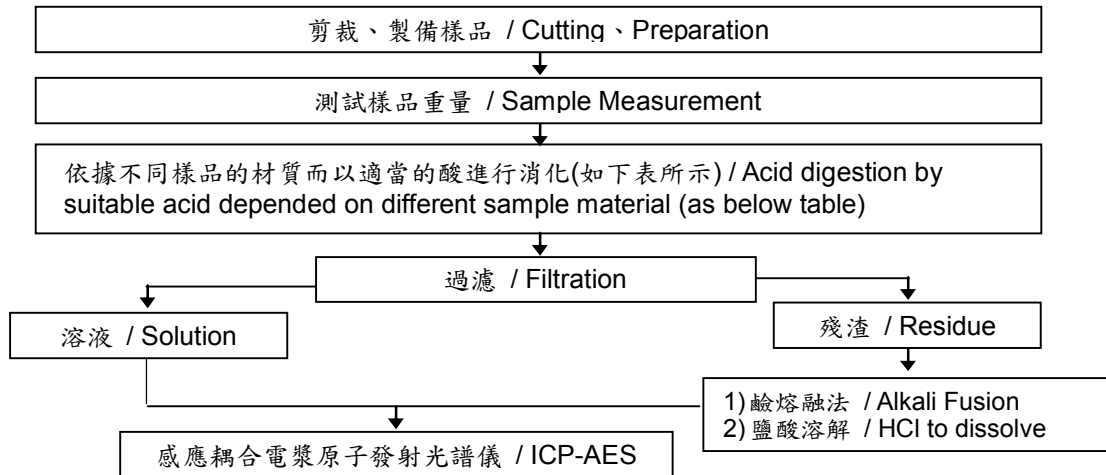 剪裁、製備樣品 / Cutting、Preparation
測試樣品重量 / Sample Measurement
依據不同樣品的材質而以適當的酸進行消化(如下表所示) / Acid digestion by
suitable acid depended on different sample material (as below table)
過濾 / Filtration
溶液 / Solution
殘渣 / Residue
1) 鹼熔融法 / Alkali Fusion
2) 鹽酸溶解 / HCl to dissolve
感應耦合電漿原子發射光譜儀 / ICP-AES